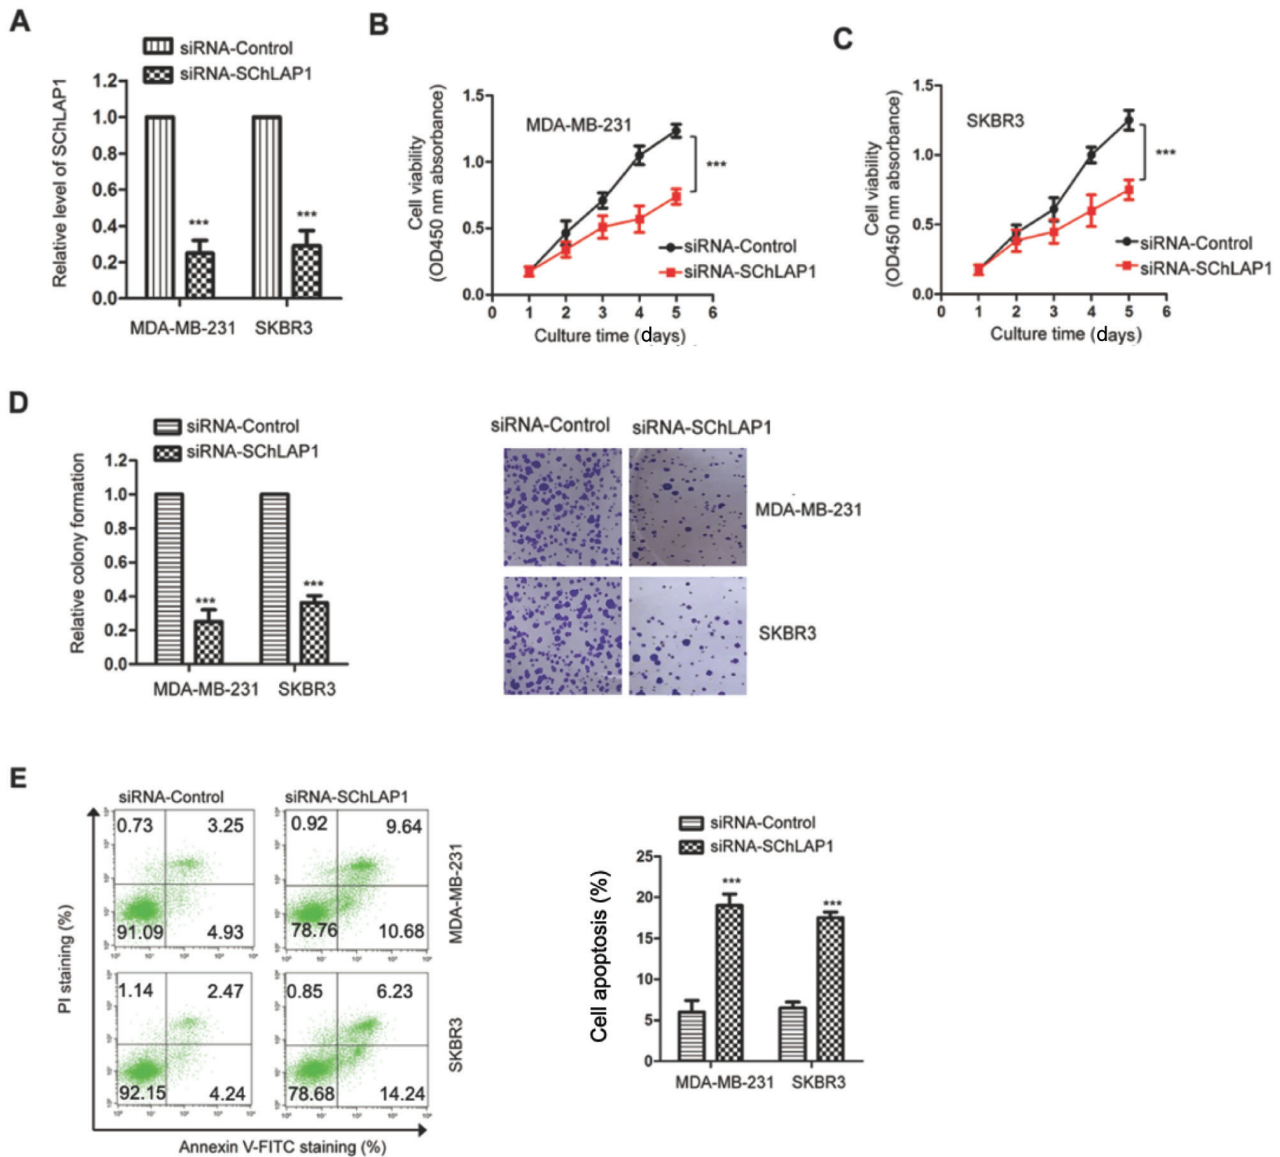 A
siRNA-Control
siRNA-SChLAP1
Relative level of SChLAP1
1.2
1.0
0.8
0.6
0.4
0.2
0.0
***
***
MDA-MB-231
SKBR3
B
Cell viability
(OD450 nm absorbance)
1.5
1.0
0.5
0.0
MDA-MB-231
***
siRNA-Control
siRNA-SChLAP1
0 1 2 3 4 5 6
Culture time (days)
C
Cell viability
(OD450 nm absorbance)
1.5
1.0
0.5
0.0
SKBR3
***
siRNA-Control
siRNA-SChLAP1
0 1 2 3 4 5 6
Culture time (days)
D
siRNA-Control
siRNA-SChLAP1
Relative colony formation
1.2
1.0
0.8
0.6
0.4
0.2
0.0
***
***
MDA-MB-231
SKBR3
siRNA-Control
siRNA-SChLAP1
MDA-MB-231
SKBR3
E
siRNA-Control
siRNA-SChLAP1
PI staining (%)
0.73 3.25
91.09 4.93
0.92 9.64
78.76 10.68
MDA-MB-231
1.14 2.47
92.15 4.24
0.85 6.23
78.68 14.24
SKBR3
Annexin V-FITC staining (%)
siRNA-Control
siRNA-SChLAP1
Cell apoptosis (%)
25
20
15
10
5
0
***
***
MDA-MB-231
SKBR3